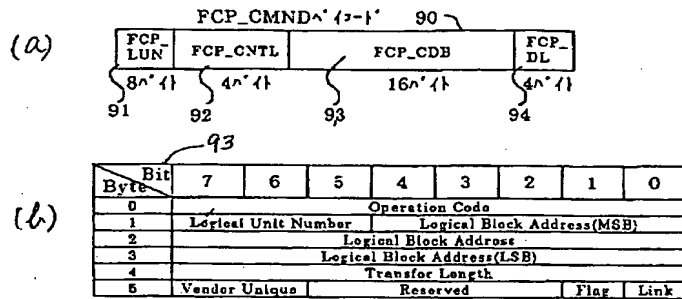 (a)
FCP_CMNDペイロード 90
FCP_LUN FCP_CNTL FCP_CDB FCP_DL
8バイト 4バイト 16バイト 4バイト
91 92 93 94
93
(b)
Byte Bit 7 6 5 4 3 2 1 0
0 Operation Code
1 Logical Unit Number Logical Block Address(MSB)
2 Logical Block Address
3 Logical Block Address(LSB)
4 Transfer Length
5 Vendor Unique Reserved Flag Link